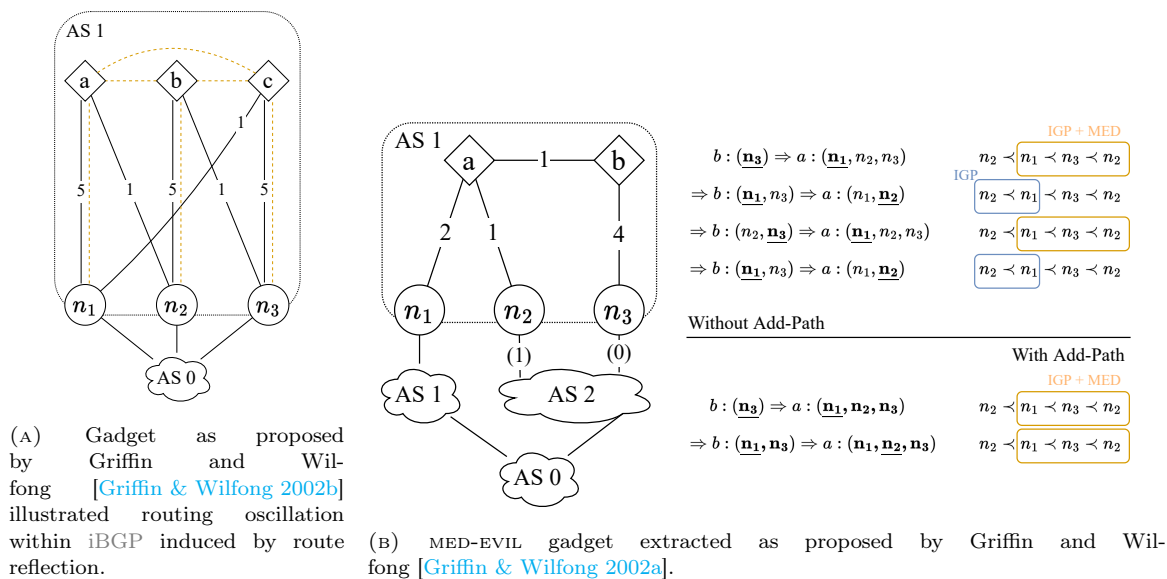 AS 1
a
b
c
1
5
1
5
1
5
n1
n2
n3
AS 0
(A) Gadget as proposed
by Griffin and Wil-
fong [Griffin & Wilfong 2002b]
illustrated routing oscillation
within iBGP induced by route
reflection.
AS 1
a
1
b
2
1
4
n1
n2
n3
(1)
(0)
AS 1
AS 2
AS 0
IGP + MED
b : (n3) ⇒ a : (n1, n2, n3)
n2 ≺ n1 ≺ n3 ≺ n2
IGP
⇒ b : (n1, n3) ⇒ a : (n1, n2)
n2 ≺ n1 ≺ n3 ≺ n2
⇒ b : (n2, n3) ⇒ a : (n1, n2, n3)
n2 ≺ n1 ≺ n3 ≺ n2
⇒ b : (n1, n3) ⇒ a : (n1, n2)
n2 ≺ n1 ≺ n3 ≺ n2
Without Add-Path
With Add-Path
IGP + MED
b : (n3) ⇒ a : (n1, n2, n3)
n2 ≺ n1 ≺ n3 ≺ n2
⇒ b : (n1, n3) ⇒ a : (n1, n2, n3)
n2 ≺ n1 ≺ n3 ≺ n2
(B) MED-EVIL gadget extracted as proposed by Griffin and Wil-
fong [Griffin & Wilfong 2002a].